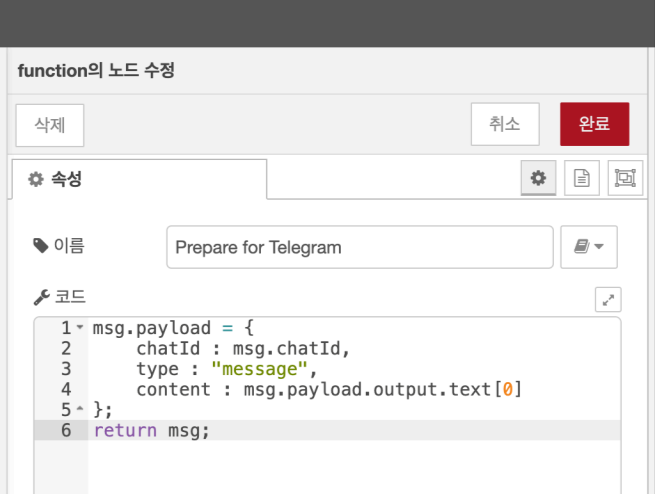 function의 노드 수정
삭제
취소
완료
속성
이름
Prepare for Telegram
코드
1 msg.payload = {
2     chatId : msg.chatId,
3     type : "message",
4     content : msg.payload.output.text[0]
5 };
6 return msg;